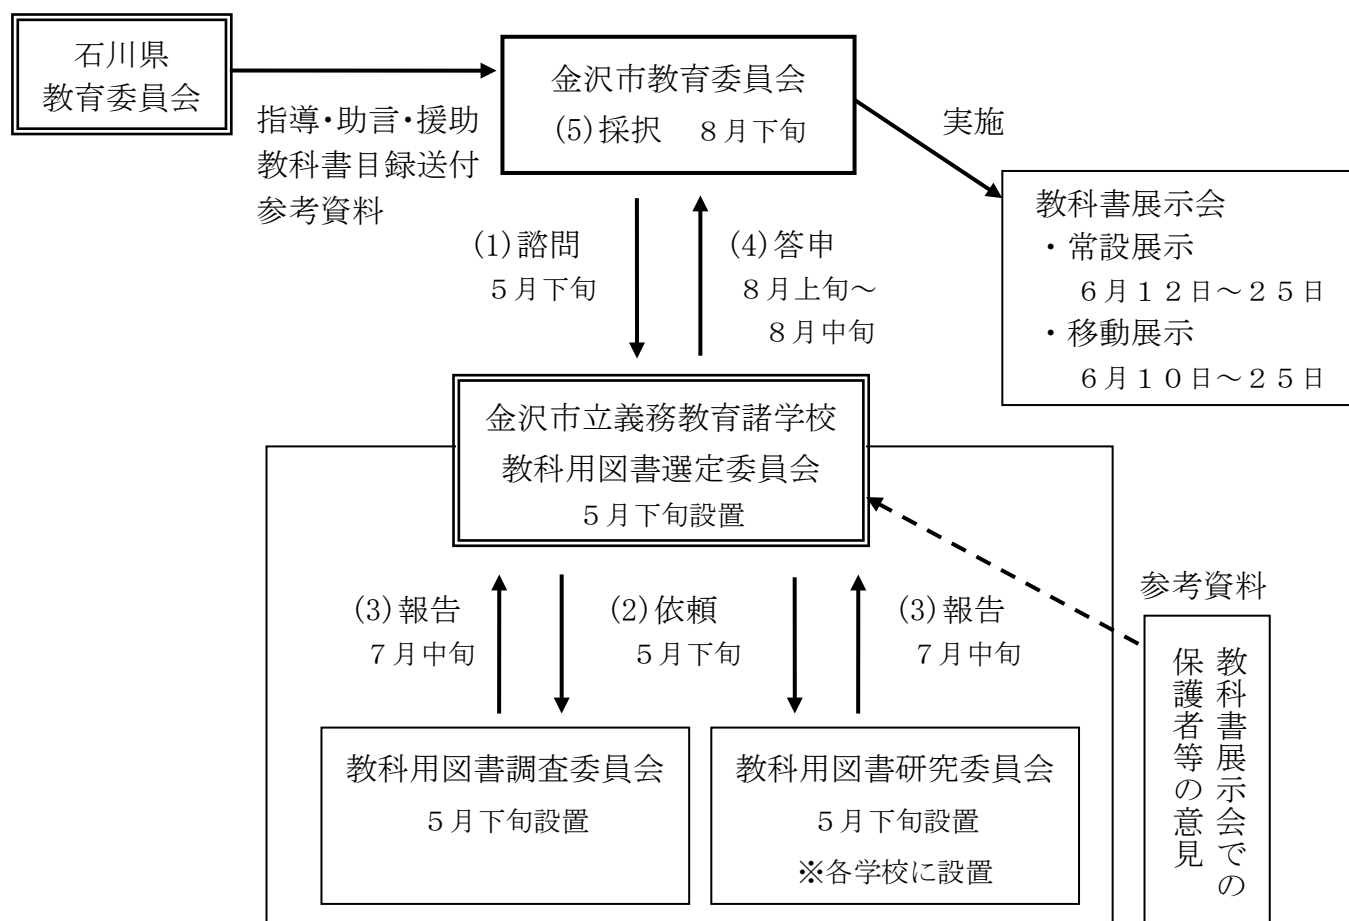 石川県
教育委員会
指導・助言・援助
教科書目録送付
参考資料
金沢市教育委員会
(5)採択　８月下旬
実施
教科書展示会
・常設展示
６月１２日～２５日
・移動展示
６月１０日～２５日
(1)諮問
５月下旬
(4)答申
８月上旬～
８月中旬
金沢市立義務教育諸学校
教科用図書選定委員会
５月下旬設置
(3)報告
７月中旬
(2)依頼
５月下旬
(3)報告
７月中旬
教科用図書調査委員会
５月下旬設置
教科用図書研究委員会
５月下旬設置
※各学校に設置
参考資料
教科書展示会での
保護者等の意見